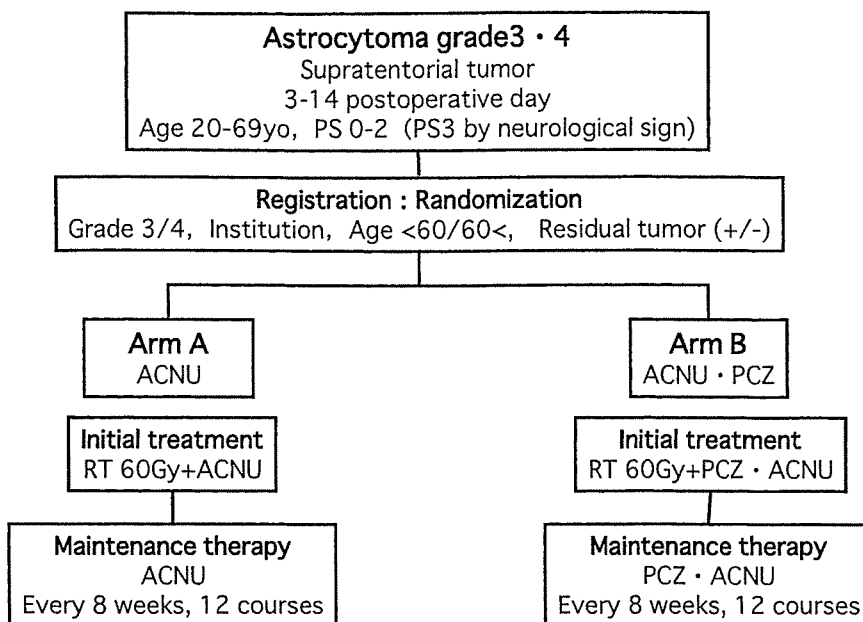 Astrocytoma grade3・4
Supratentorial tumor
3-14 postoperative day
Age 20-69yo, PS 0-2 (PS3 by neurological sign)
Registration : Randomization
Grade 3/4, Institution, Age <60/60<, Residual tumor (+/-)
Arm A
ACNU
Arm B
ACNU・PCZ
Initial treatment
RT 60Gy+ACNU
Initial treatment
RT 60Gy+PCZ・ACNU
Maintenance therapy
ACNU
Every 8 weeks, 12 courses
Maintenance therapy
PCZ・ACNU
Every 8 weeks, 12 courses